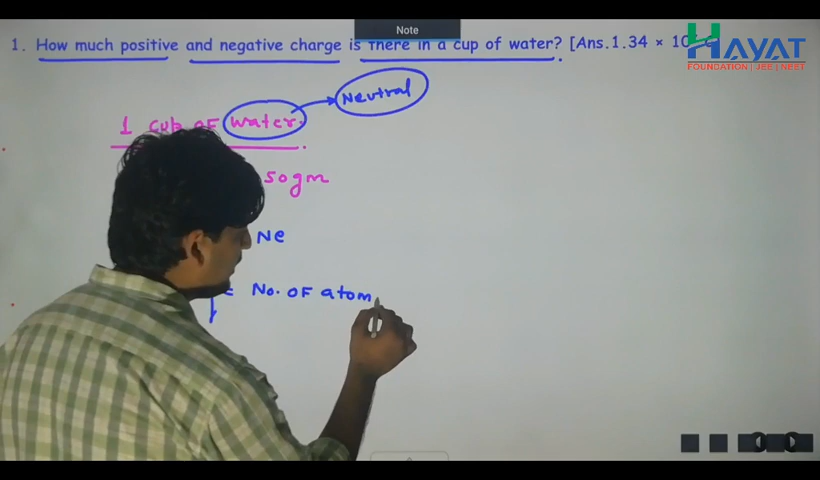 Note
1. How much positive and negative charge is there in a cup of water? [Ans.1.34 × 10
HAYAT
FOUNDATION | JEE | NEET
Neutral
1 cup of water.
50gm
Ne
= No. of atom